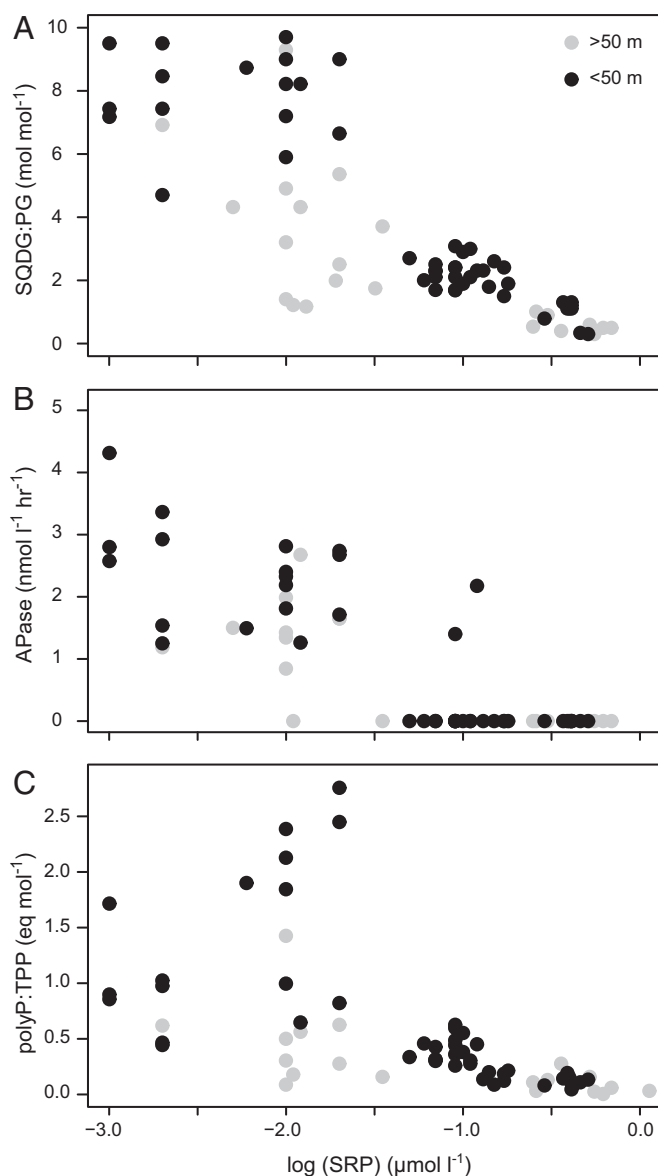 A
SQDG:PG (mol mol⁻¹)
10
8
6
4
2
0
>50 m
<50 m
B
APase (nmol l⁻¹ hr⁻¹)
5
4
3
2
1
0
C
polyP:TPP (eq mol⁻¹)
2.5
2.0
1.5
1.0
0.5
0.0
−3.0 −2.0 −1.0 0.0
log (SRP) (µmol l⁻¹)